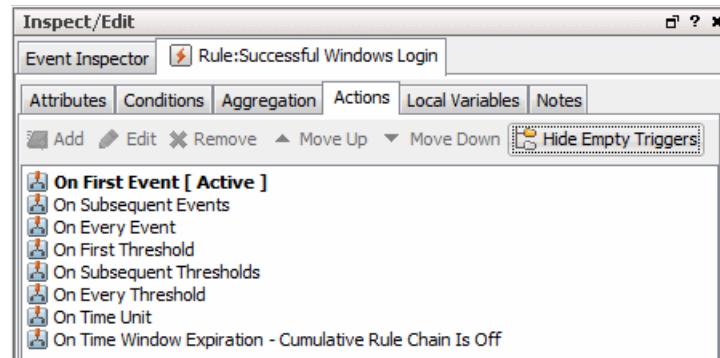 Inspect/Edit
Event Inspector Rule:Successful Windows Login
Attributes Conditions Aggregation Actions Local Variables Notes
Add Edit Remove Move Up Move Down Hide Empty Triggers
On First Event [ Active ]
On Subsequent Events
On Every Event
On First Threshold
On Subsequent Thresholds
On Every Threshold
On Time Unit
On Time Window Expiration - Cumulative Rule Chain Is Off